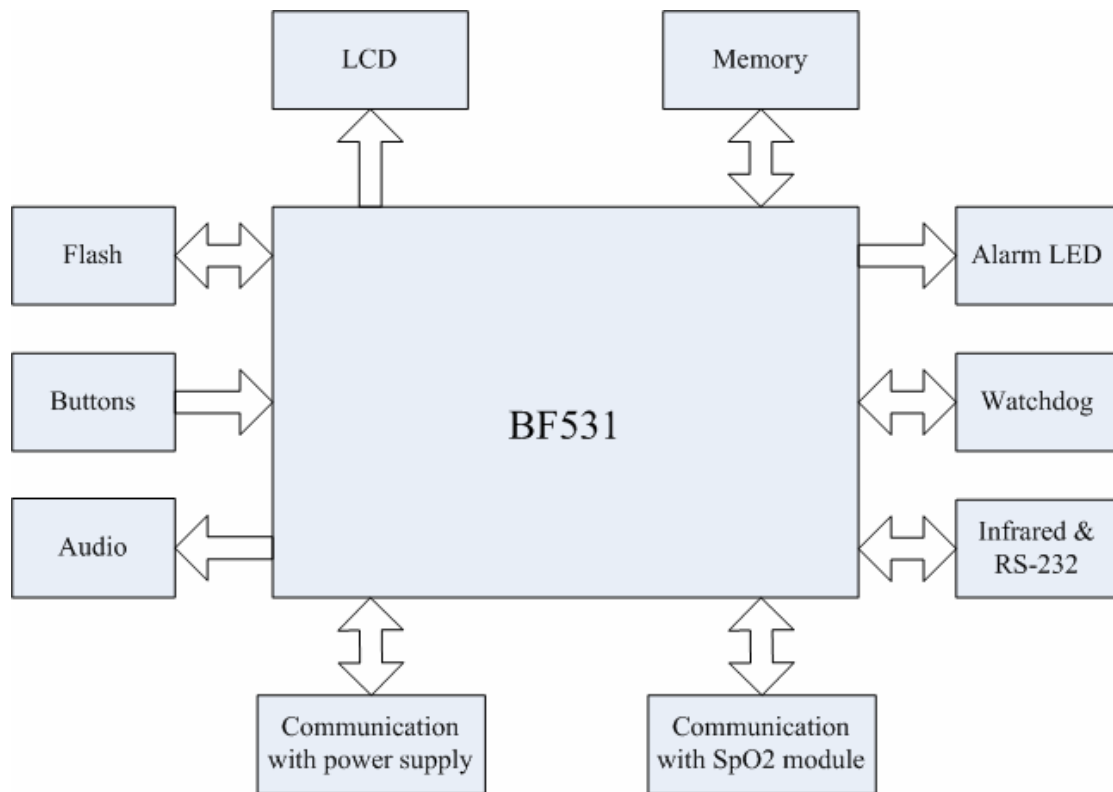 LCD
Memory
Flash
Alarm LED
Buttons
BF531
Watchdog
Audio
Infrared &
RS-232
Communication
with power supply
Communication
with SpO2 module